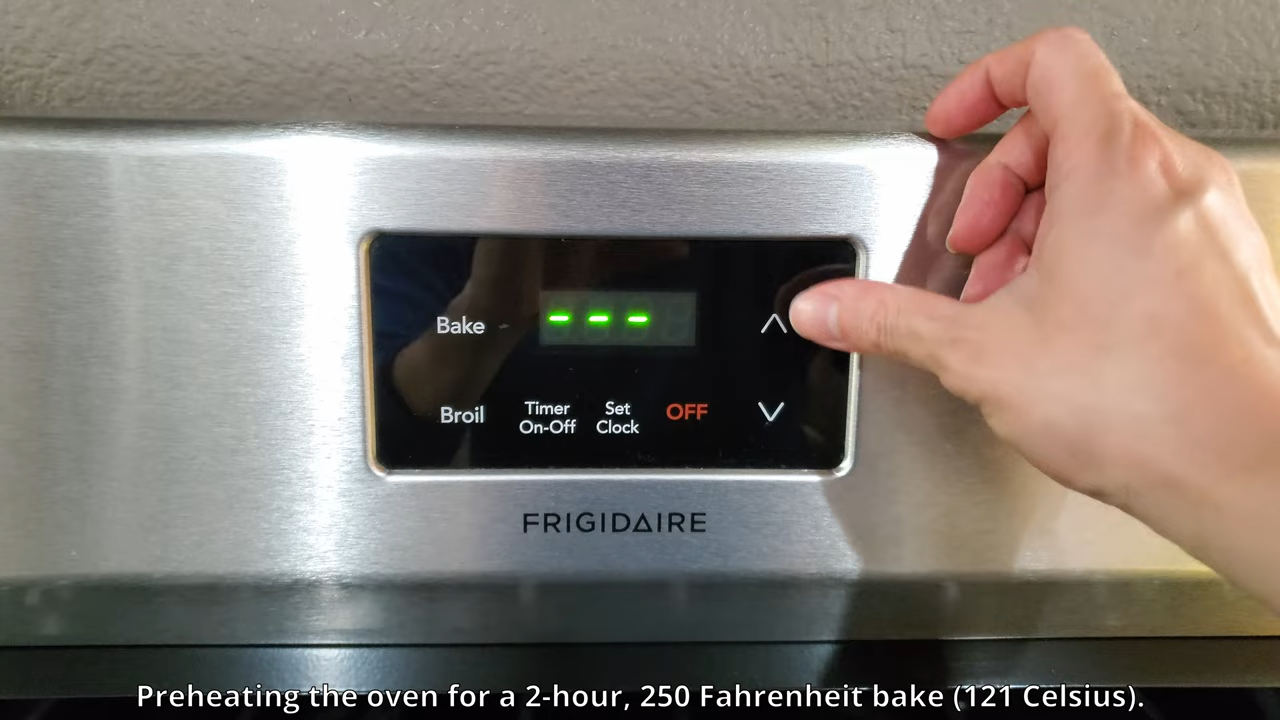 Bake
- - -
Broil
Timer
On-Off
Set
Clock
OFF
FRIGIDAIRE
Preheating the oven for a 2-hour, 250 Fahrenheit bake (121 Celsius).